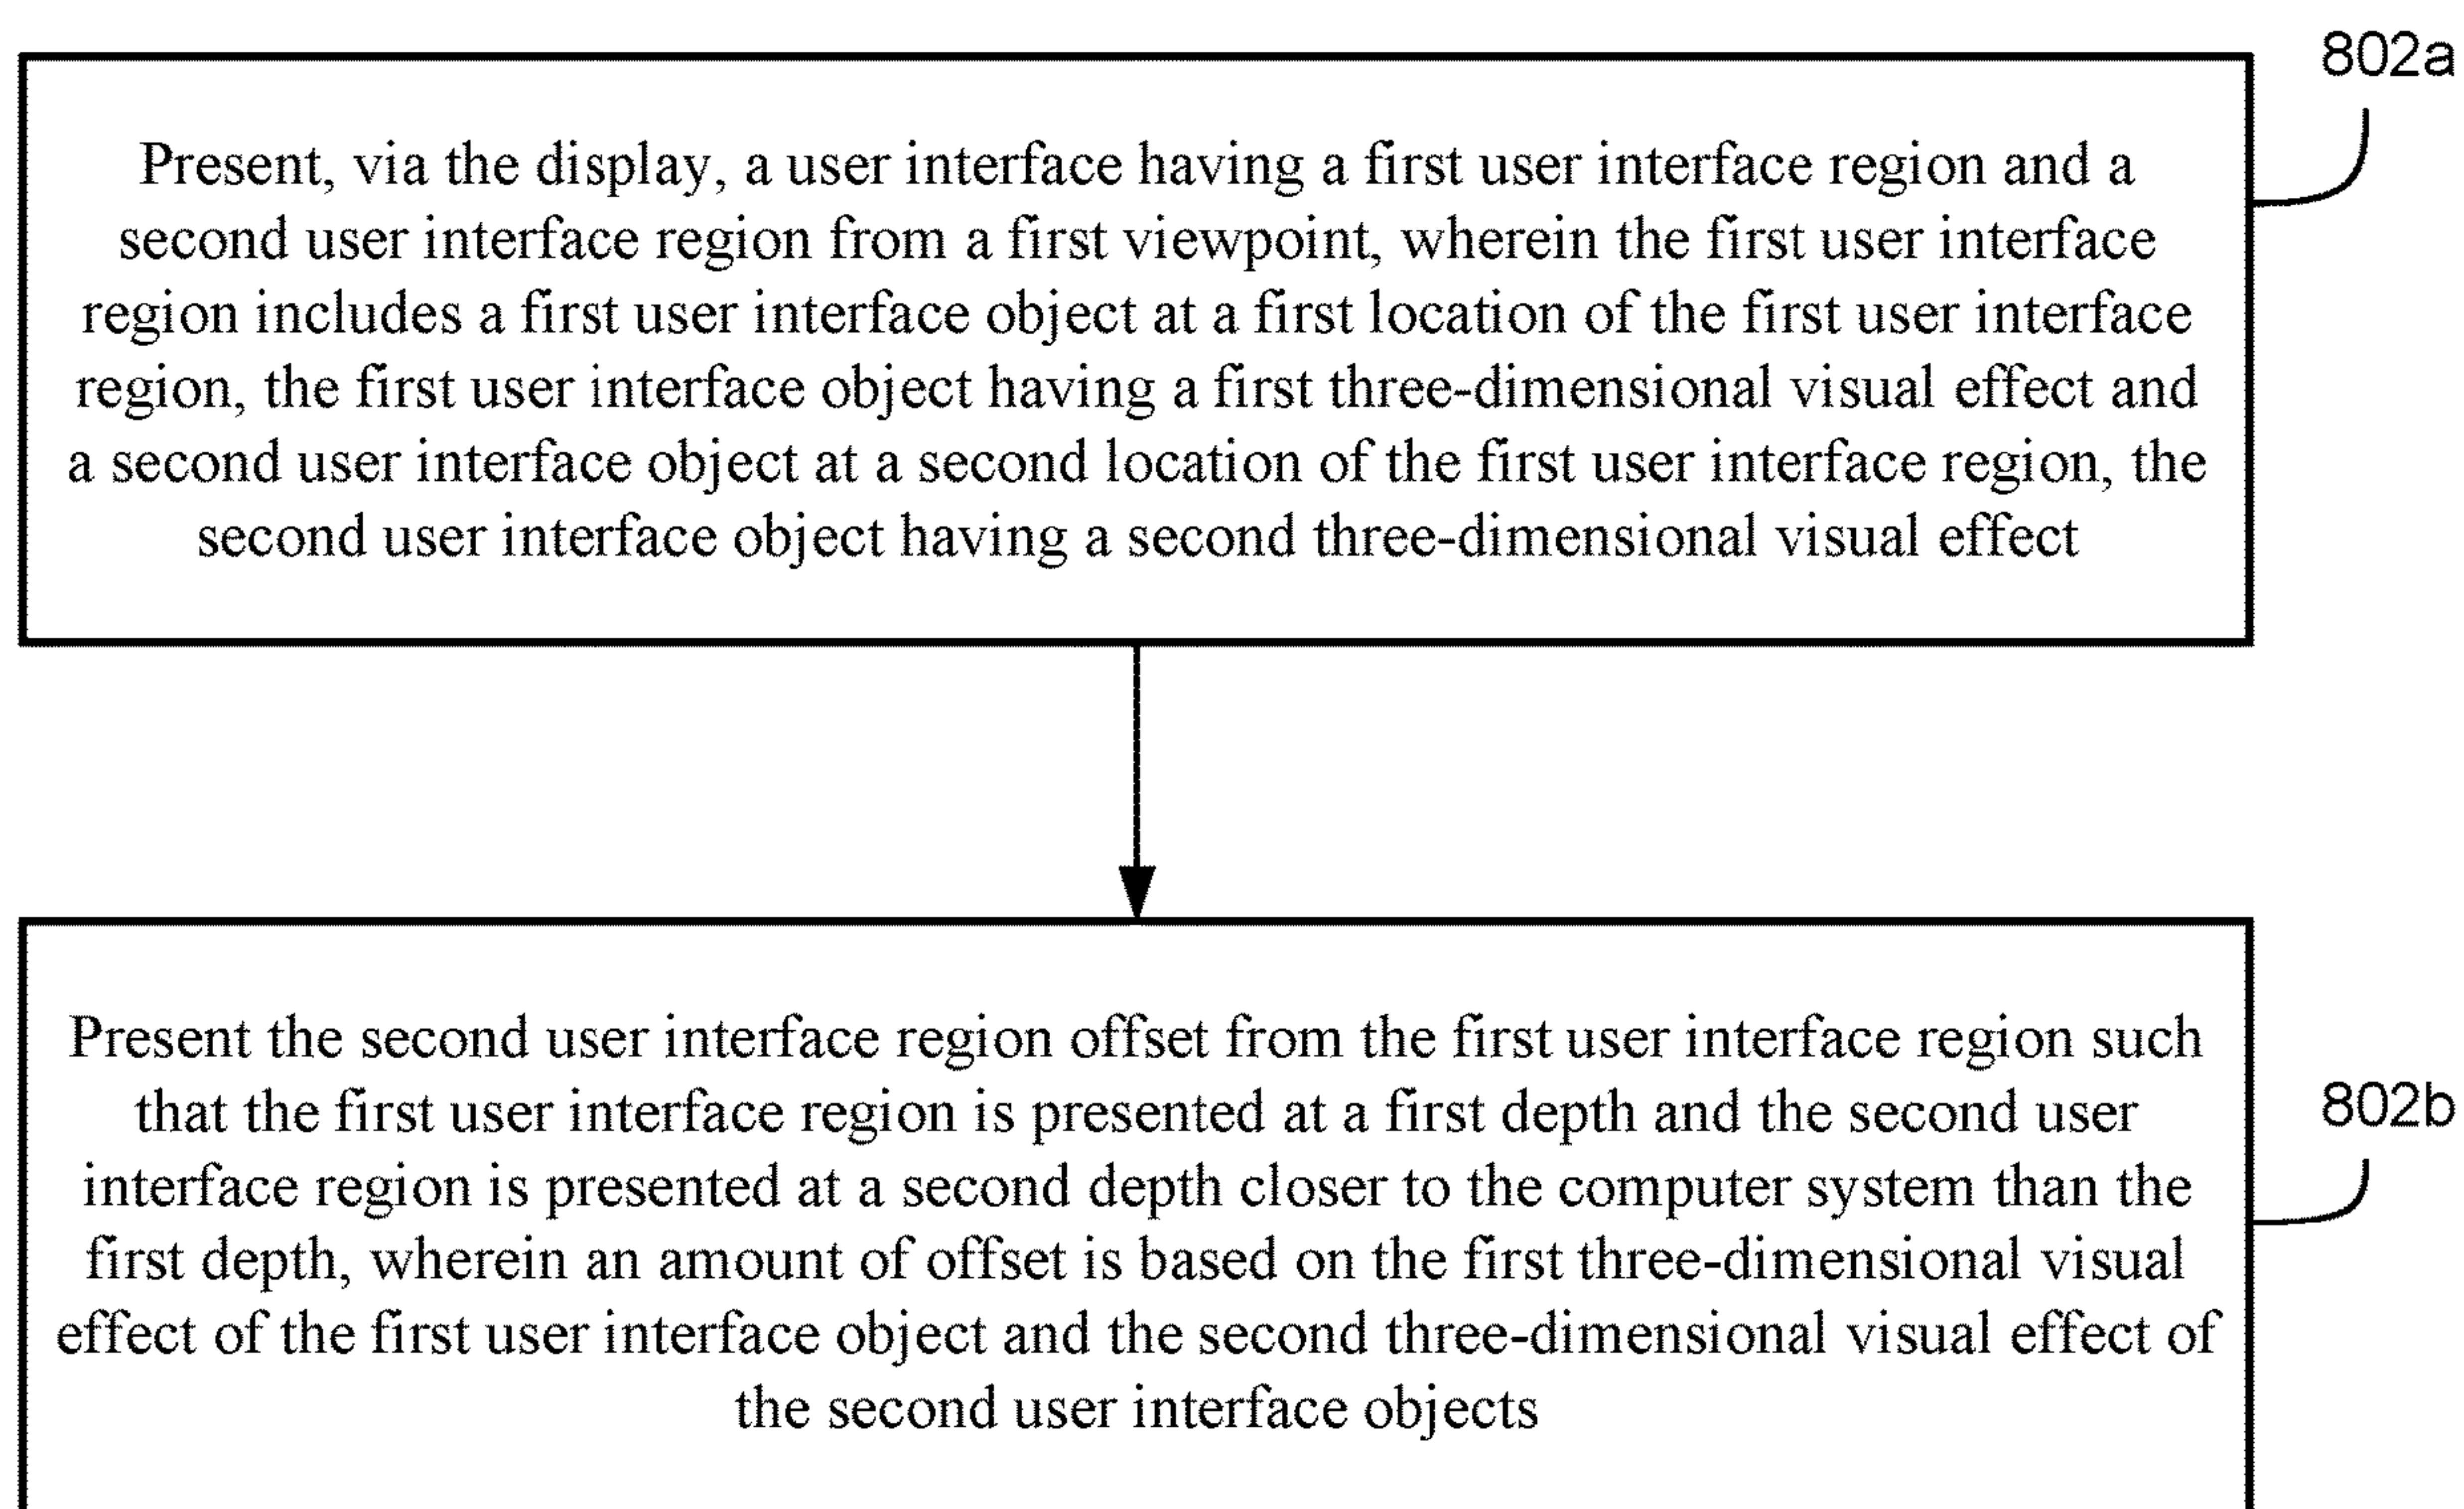 802a
Present, via the display, a user interface having a first user interface region and a
second user interface region from a first viewpoint, wherein the first user interface
region includes a first user interface object at a first location of the first user interface
region, the first user interface object having a first three-dimensional visual effect and
a second user interface object at a second location of the first user interface region, the
second user interface object having a second three-dimensional visual effect
Present the second user interface region offset from the first user interface region such
that the first user interface region is presented at a first depth and the second user
interface region is presented at a second depth closer to the computer system than the
first depth, wherein an amount of offset is based on the first three-dimensional visual
effect of the first user interface object and the second three-dimensional visual effect of
the second user interface objects
802b